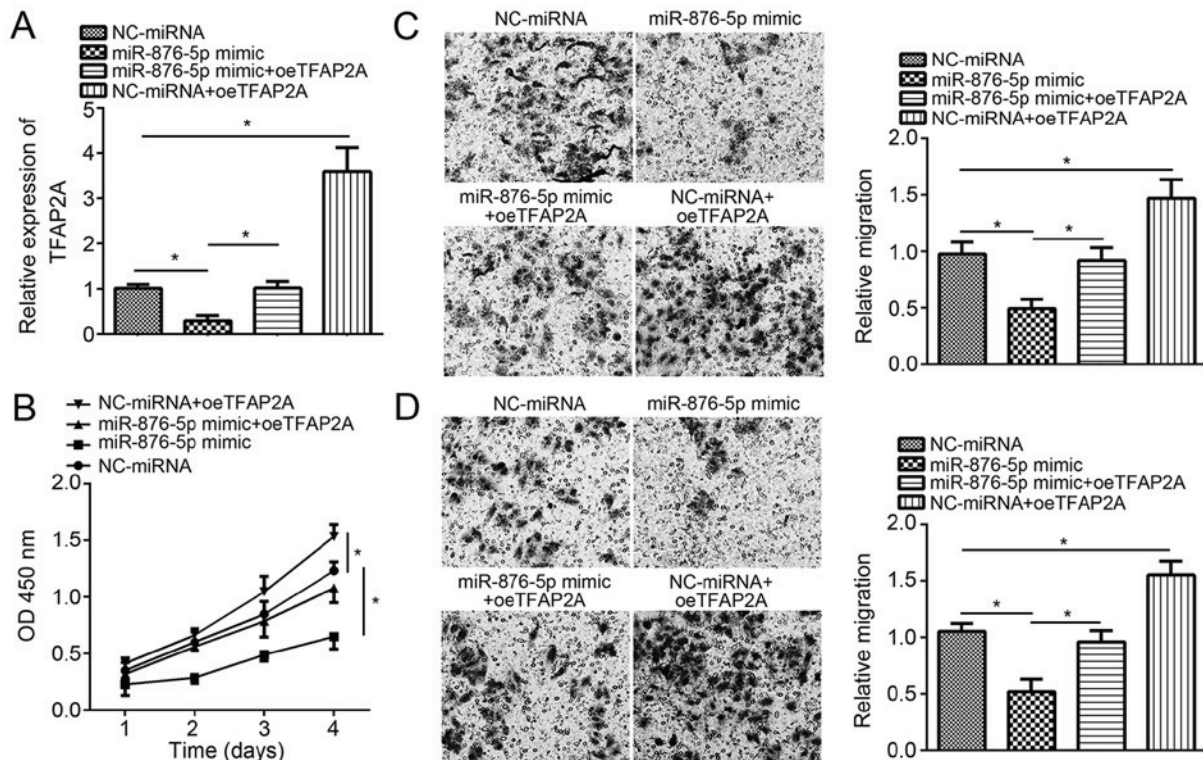 A
NC-miRNA
miR-876-5p mimic
miR-876-5p mimic+oeTFAP2A
NC-miRNA+oeTFAP2A
Relative expression of
TFAP2A
5
4
3
2
1
0
*
*
*
B
NC-miRNA+oeTFAP2A
miR-876-5p mimic+oeTFAP2A
miR-876-5p mimic
NC-miRNA
OD 450 nm
2.0
1.5
1.0
0.5
0.0
*
*
1 2 3 4
Time (days)
C
NC-miRNA
miR-876-5p mimic
miR-876-5p mimic
+oeTFAP2A
NC-miRNA+
oeTFAP2A
NC-miRNA
miR-876-5p mimic
miR-876-5p mimic+oeTFAP2A
NC-miRNA+oeTFAP2A
Relative migration
2.0
1.5
1.0
0.5
0.0
*
*
*
D
NC-miRNA
miR-876-5p mimic
miR-876-5p mimic
+oeTFAP2A
NC-miRNA+
oeTFAP2A
NC-miRNA
miR-876-5p mimic
miR-876-5p mimic+oeTFAP2A
NC-miRNA+oeTFAP2A
Relative migration
2.0
1.5
1.0
0.5
0.0
*
*
*